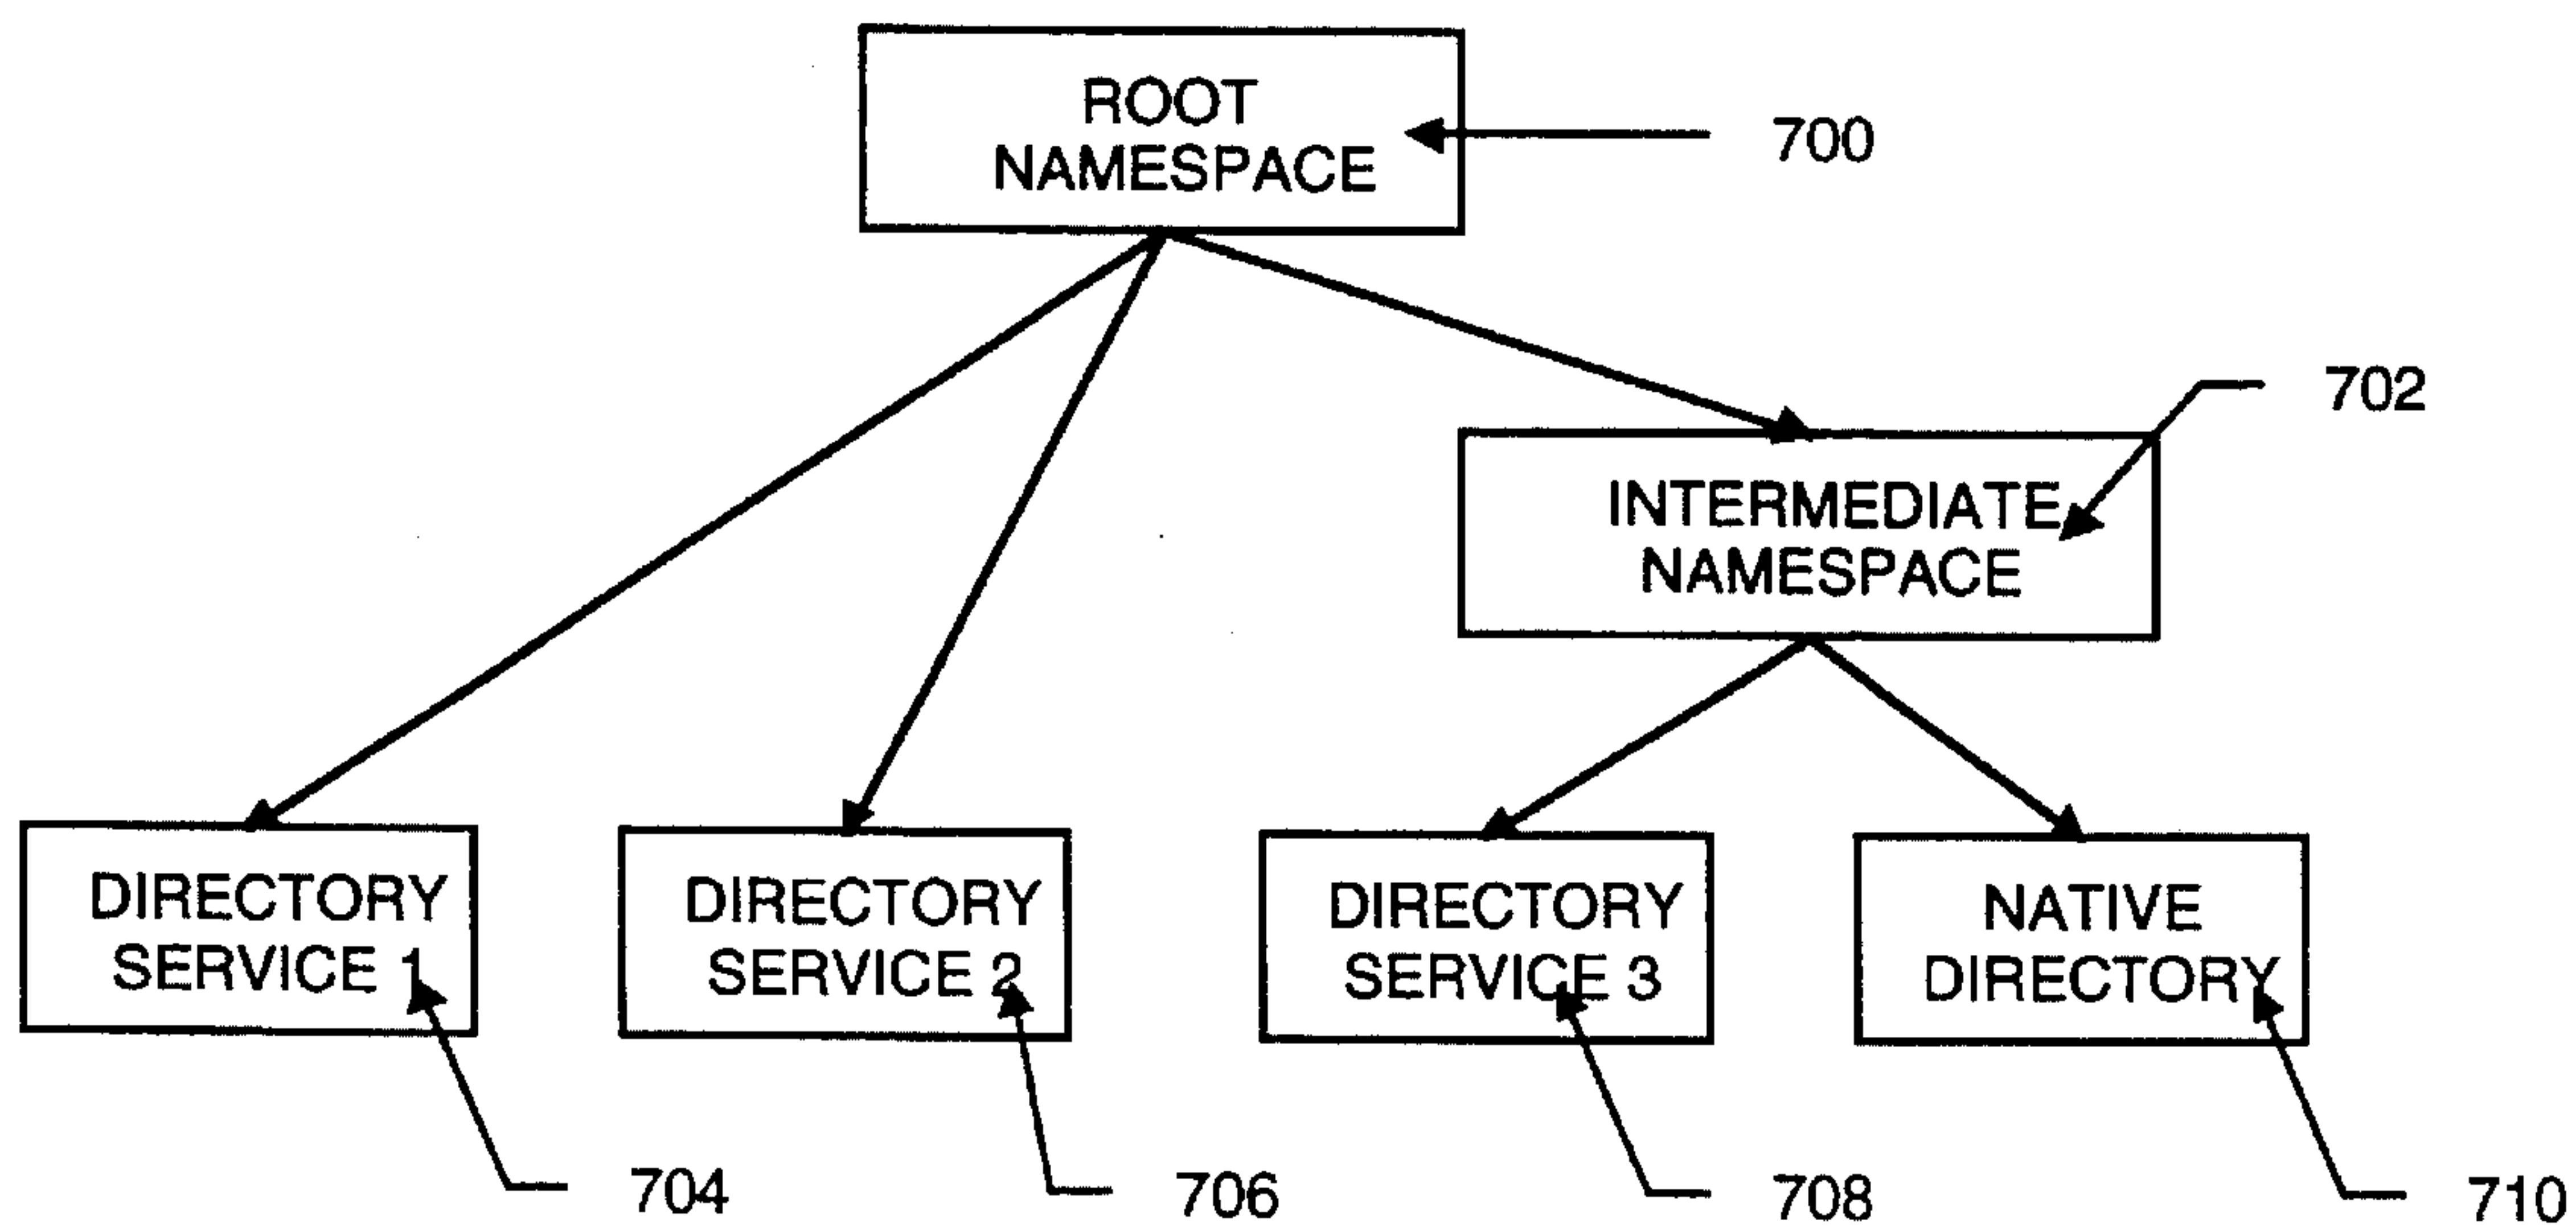 ROOT
NAMESPACE
700
702
INTERMEDIATE
NAMESPACE
DIRECTORY
SERVICE 1
DIRECTORY
SERVICE 2
DIRECTORY
SERVICE 3
NATIVE
DIRECTORY
704
706
708
710